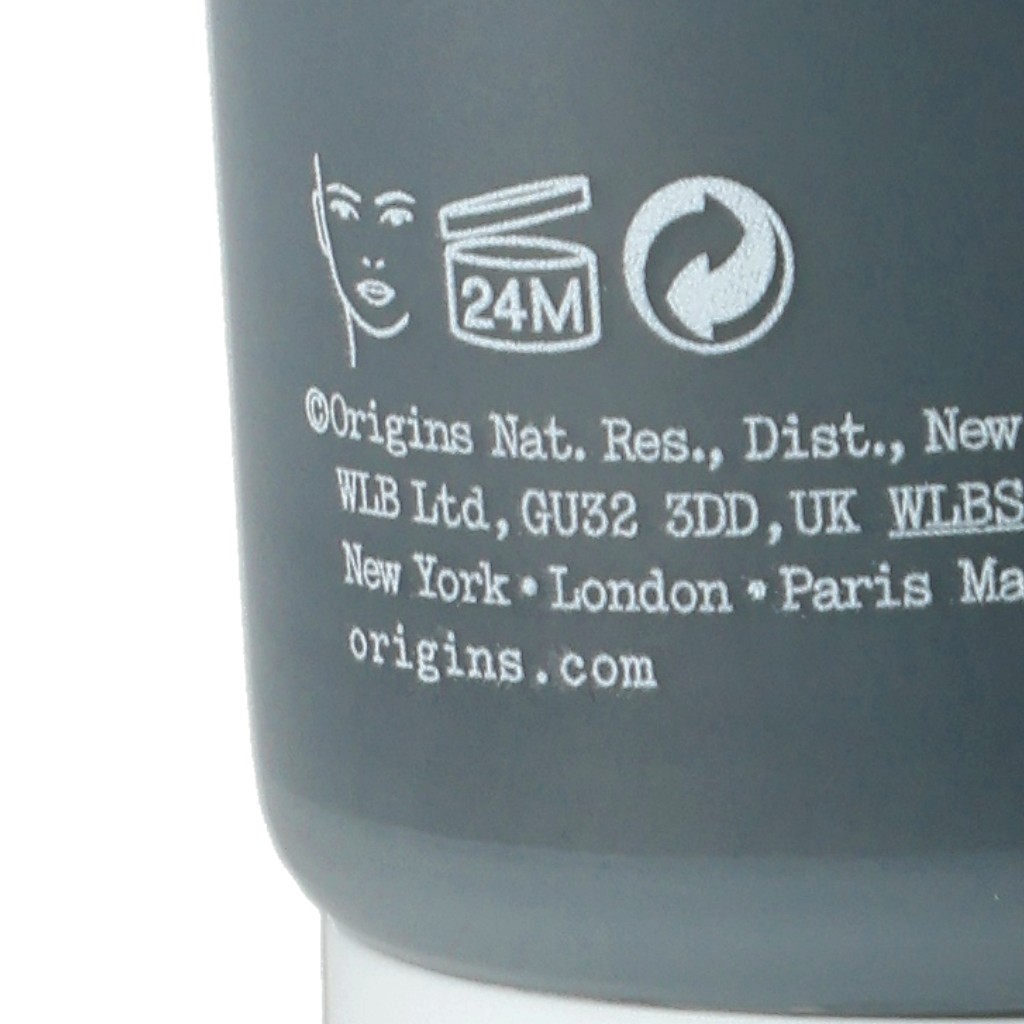 24M
©Origins Nat. Res., Dist., New
WLB Ltd, GU32 3DD, UK WLBS
New York • London • Paris Ma
origins.com